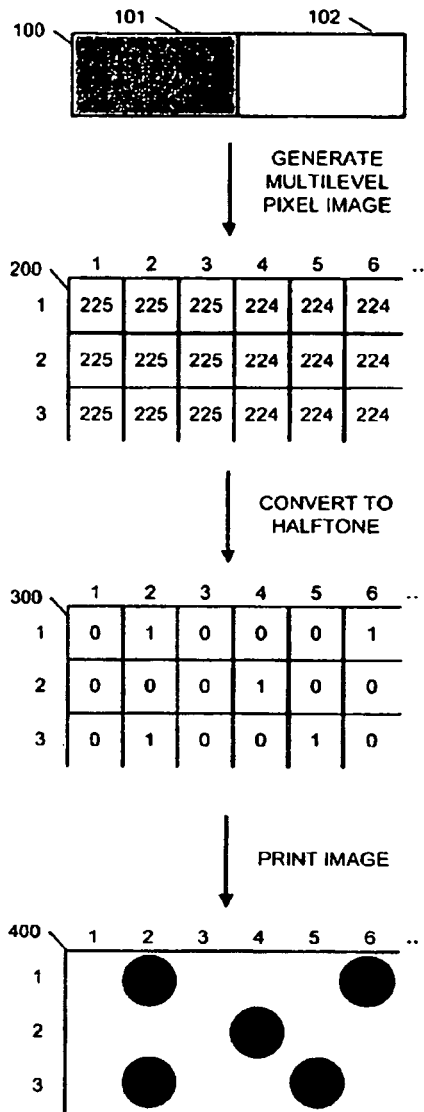 101 102
100
GENERATE
MULTILEVEL
PIXEL IMAGE
200 1 2 3 4 5 6 ..
1 225 225 225 224 224 224
2 225 225 225 224 224 224
3 225 225 225 224 224 224
CONVERT TO
HALFTONE
300 1 2 3 4 5 6 ..
1 0 1 0 0 0 1
2 0 0 0 1 0 0
3 0 1 0 0 1 0
PRINT IMAGE
400 1 2 3 4 5 6 ..
1
2
3